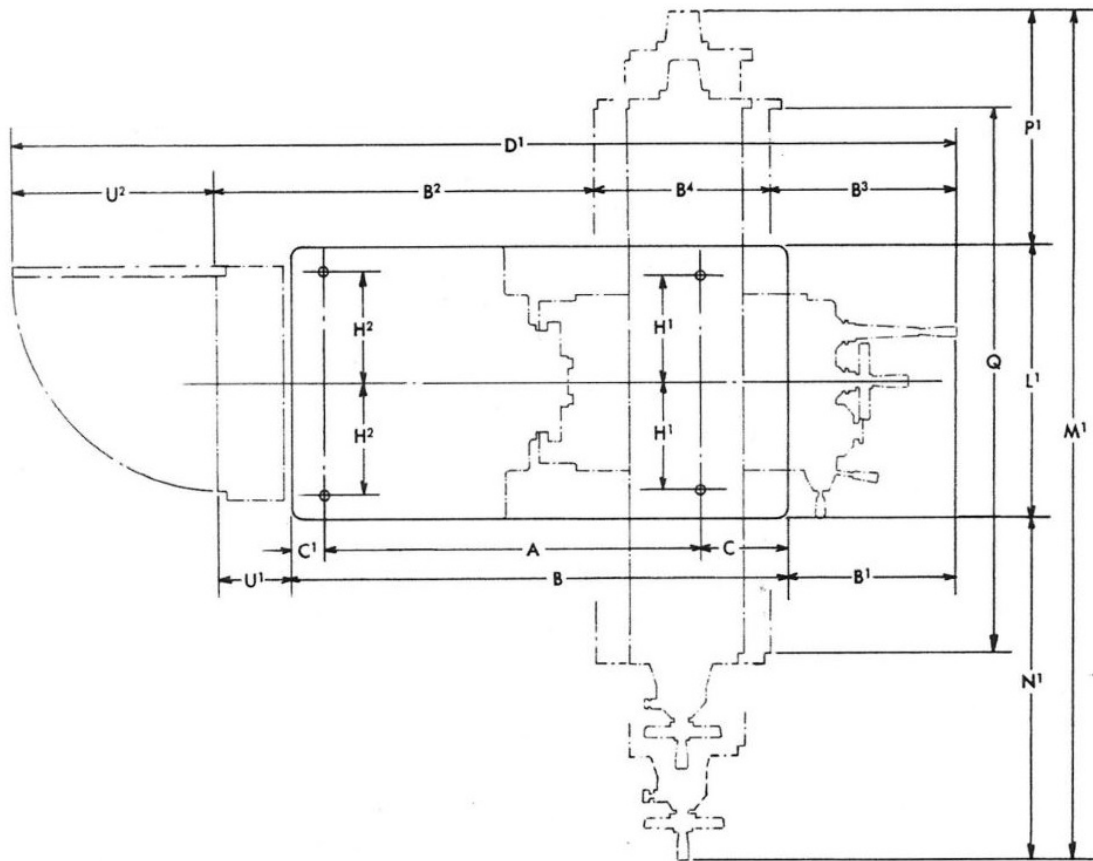 P¹
D¹
U² B² B⁴ B³
H² H¹
Q L¹ M¹
H² H¹
C¹ A C
U¹ B B¹
N¹